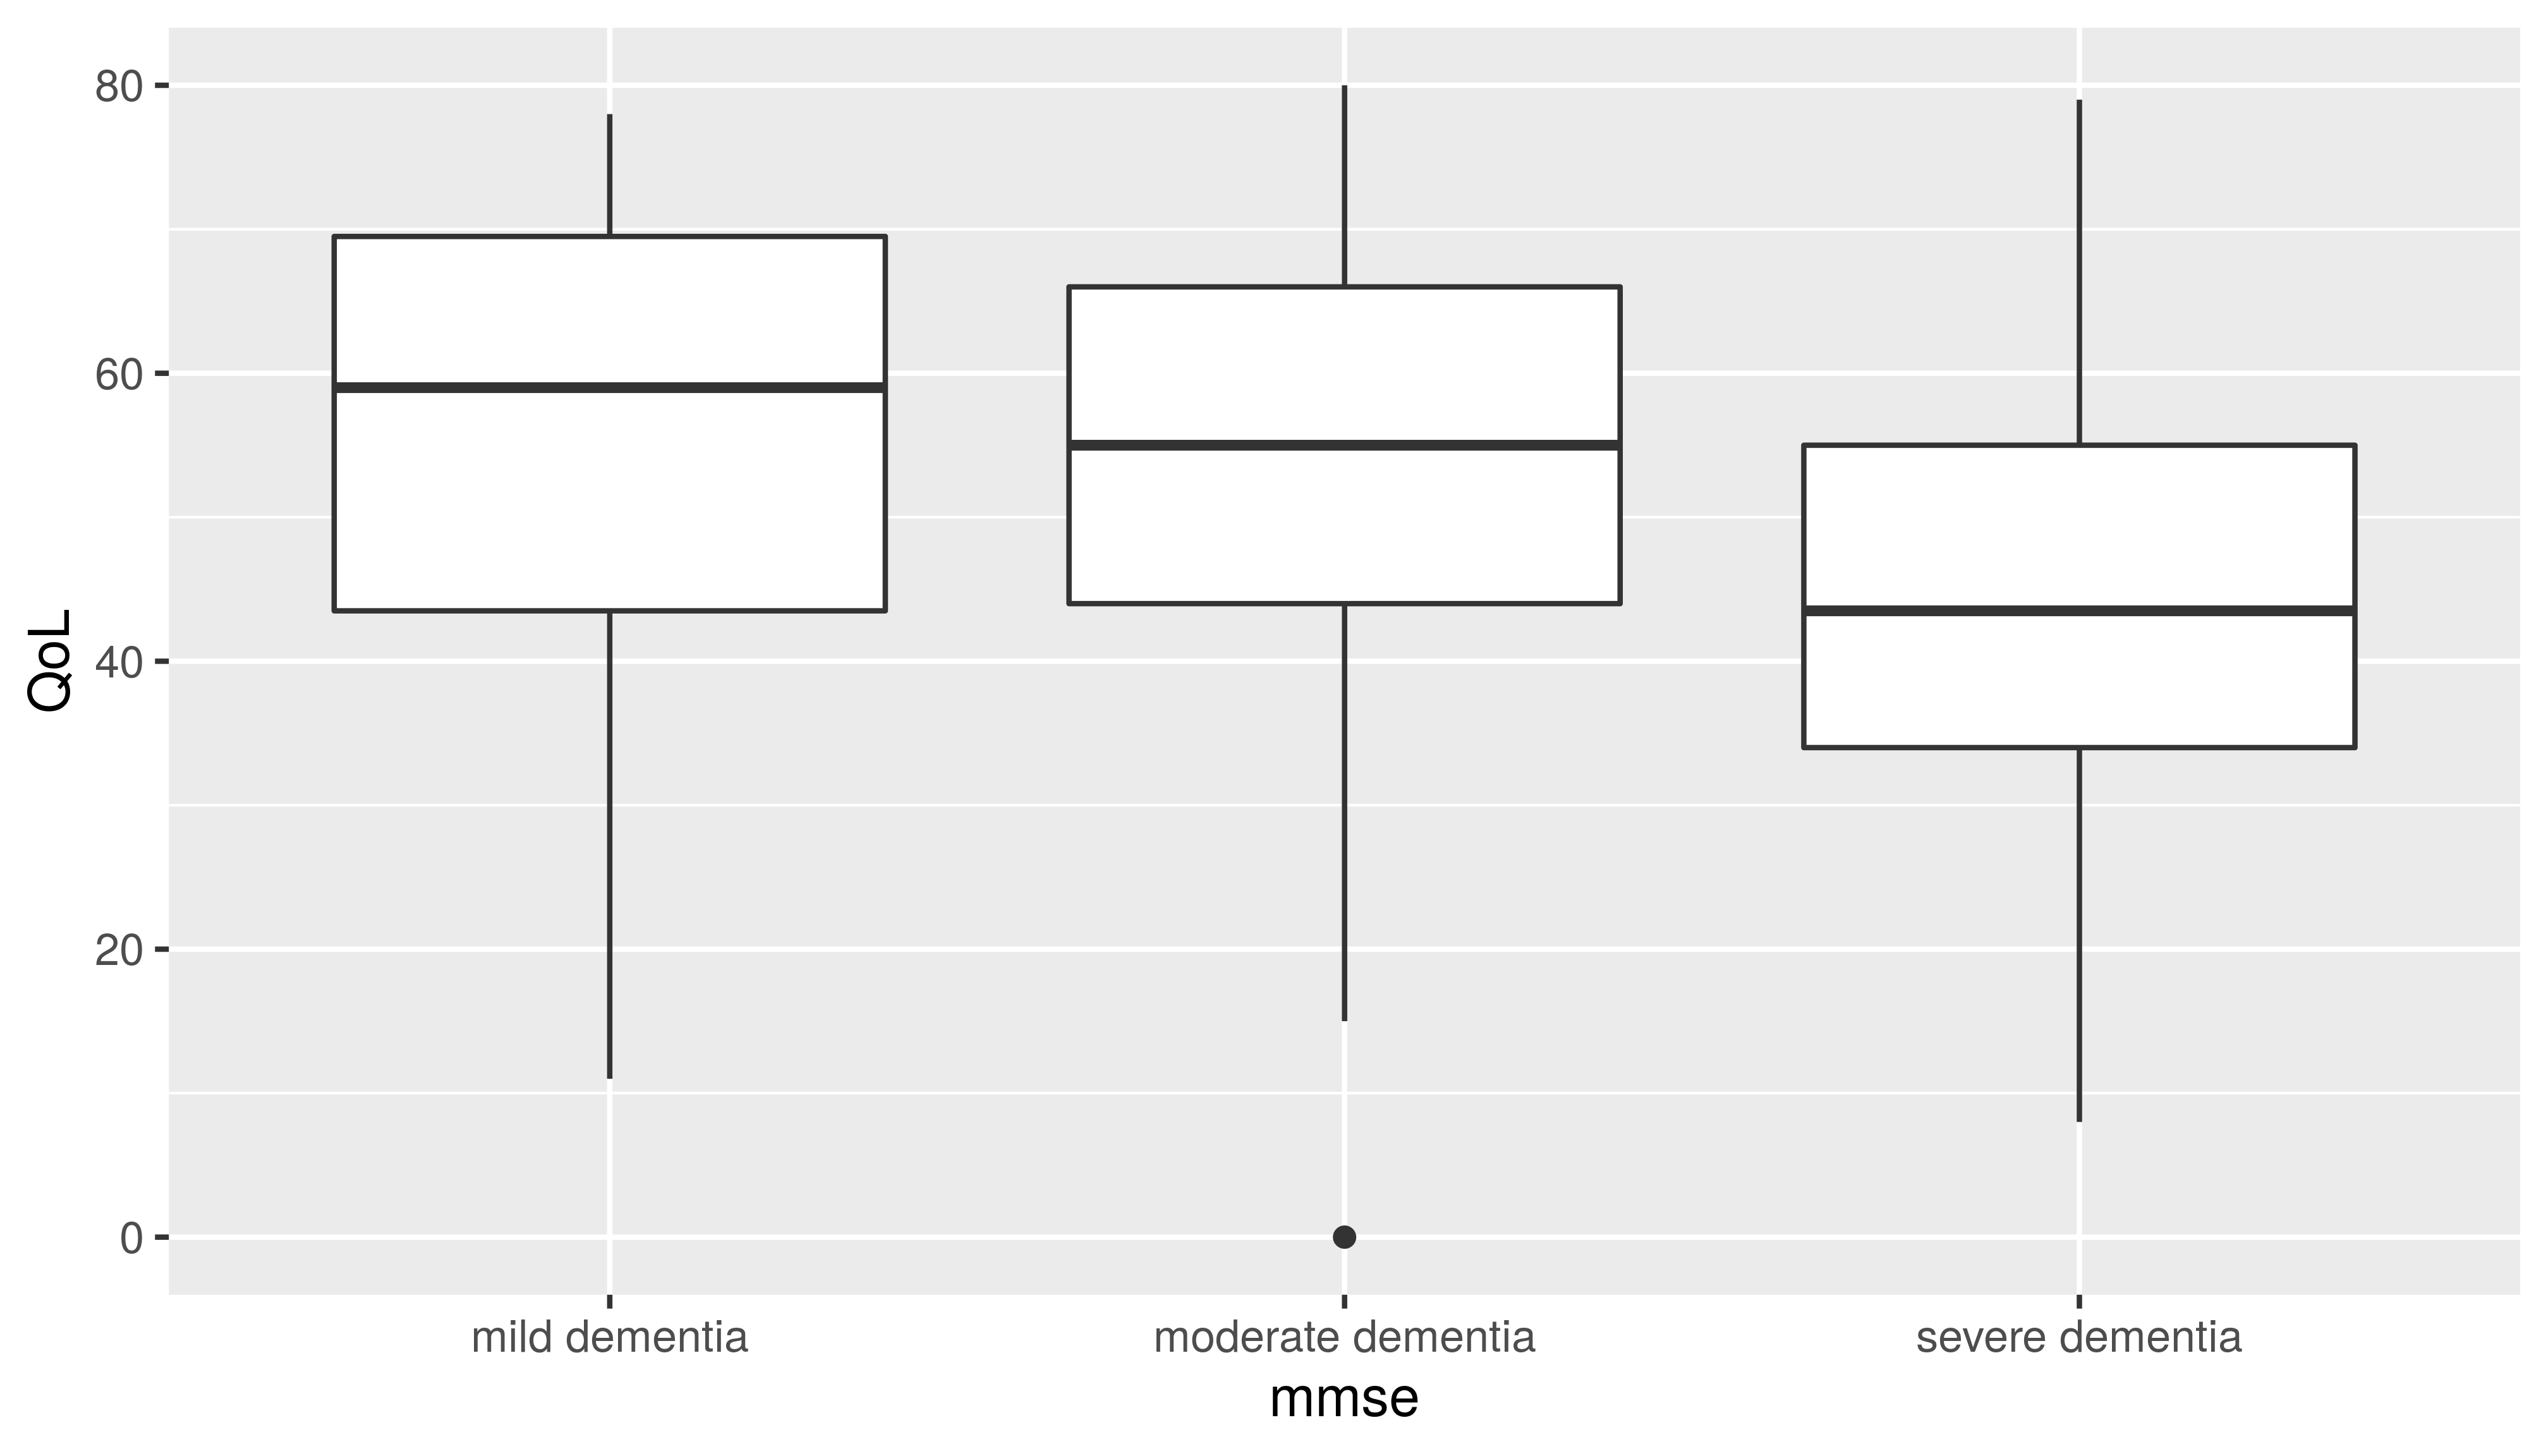 QoL
80
60
40
20
0
mild dementia
moderate dementia
severe dementia
mmse